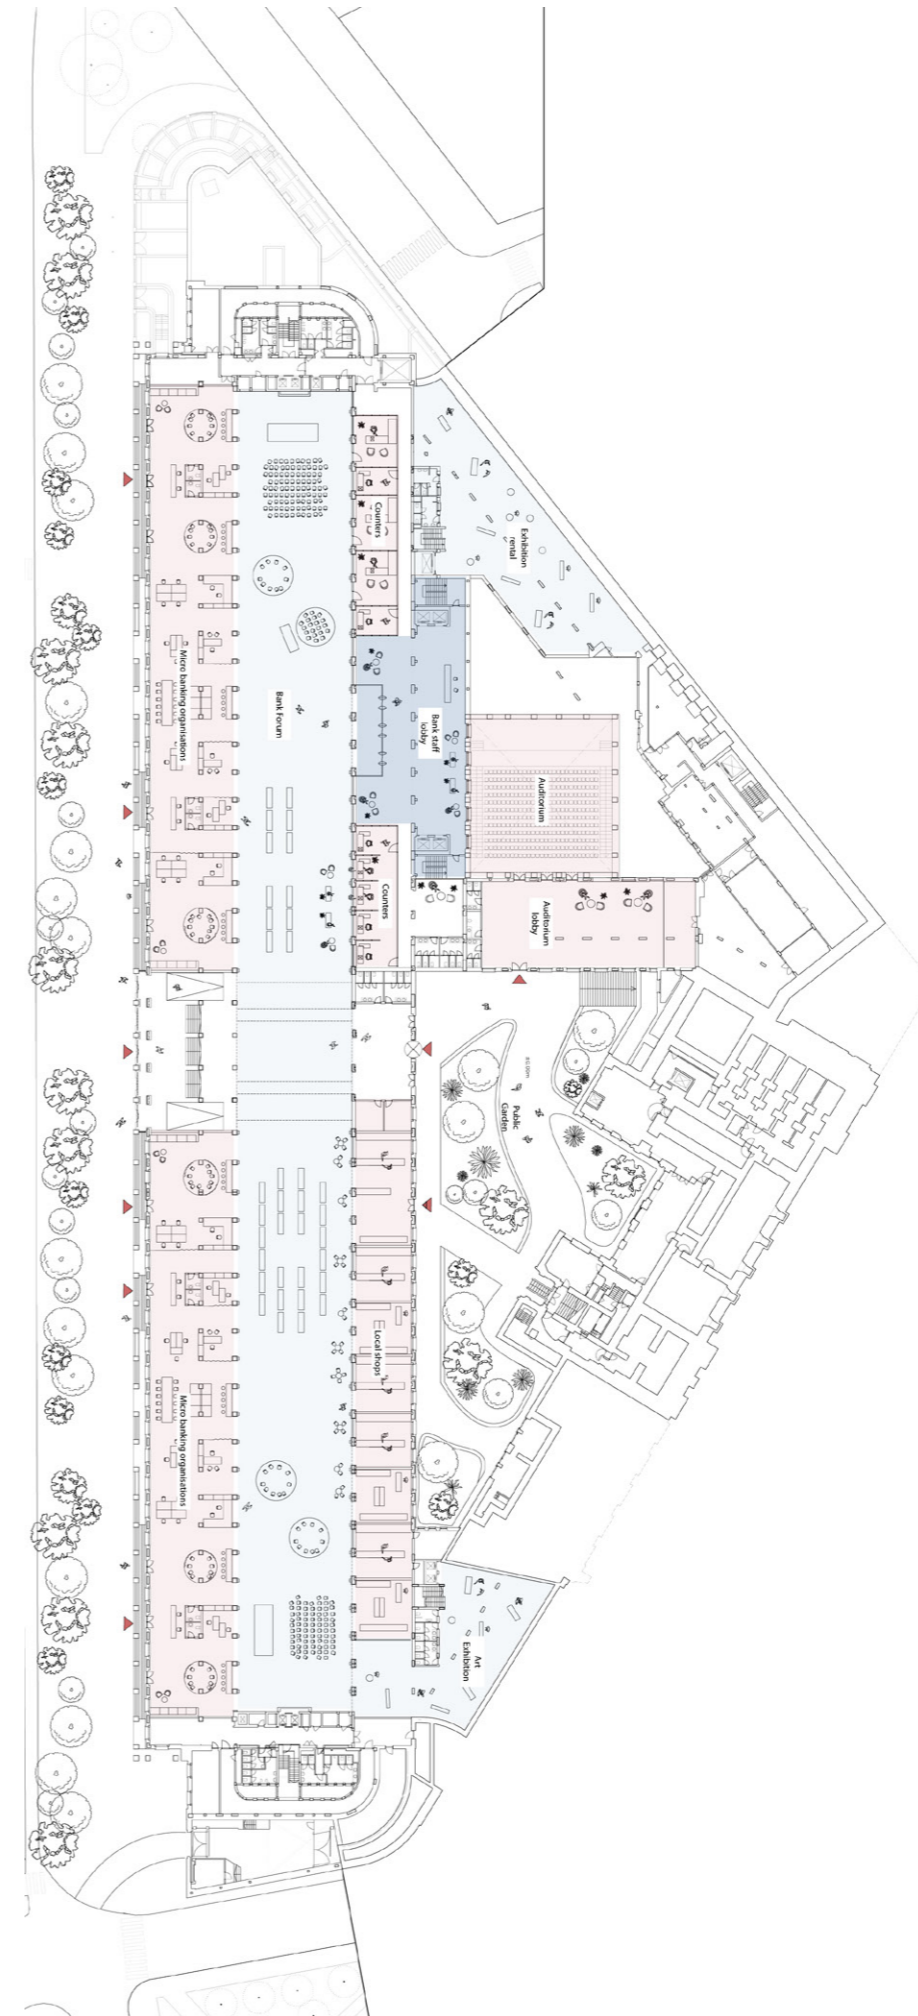 Exhibition
rental
Counters
Micro banking organisations
Bank Forum
Bank staff
lobby
Auditorium
Counters
Auditorium
lobby
Public
Garden
Local shops
Micro banking organisations
Art
Exhibition